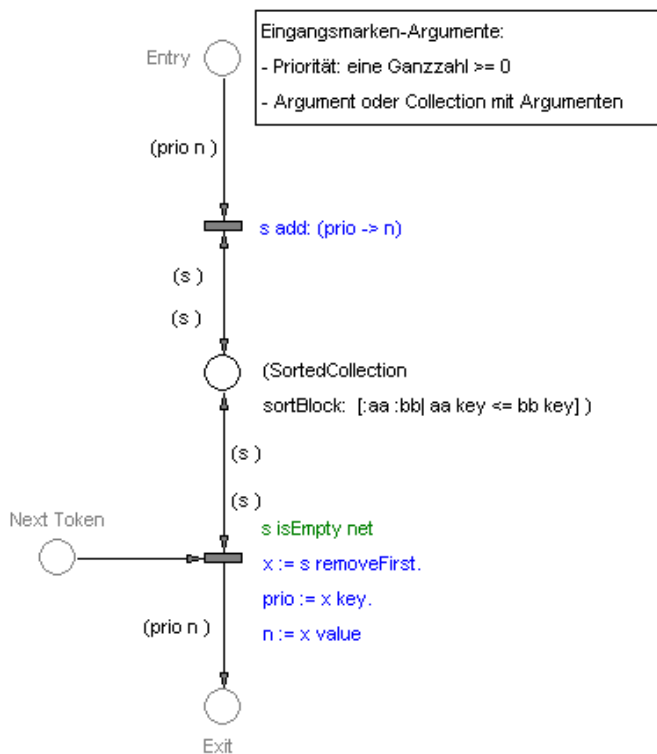 Entry
Eingangsmarken-Argumente:
- Priorität: eine Ganzzahl >= 0
- Argument oder Collection mit Argumenten
(prio n )
s add: (prio -> n)
(s )
(s )
(SortedCollection
sortBlock:  [:aa :bb| aa key <= bb key] )
(s )
(s )
Next Token
s isEmpty net
x := s removeFirst.
prio := x key.
(prio n )
n := x value
Exit